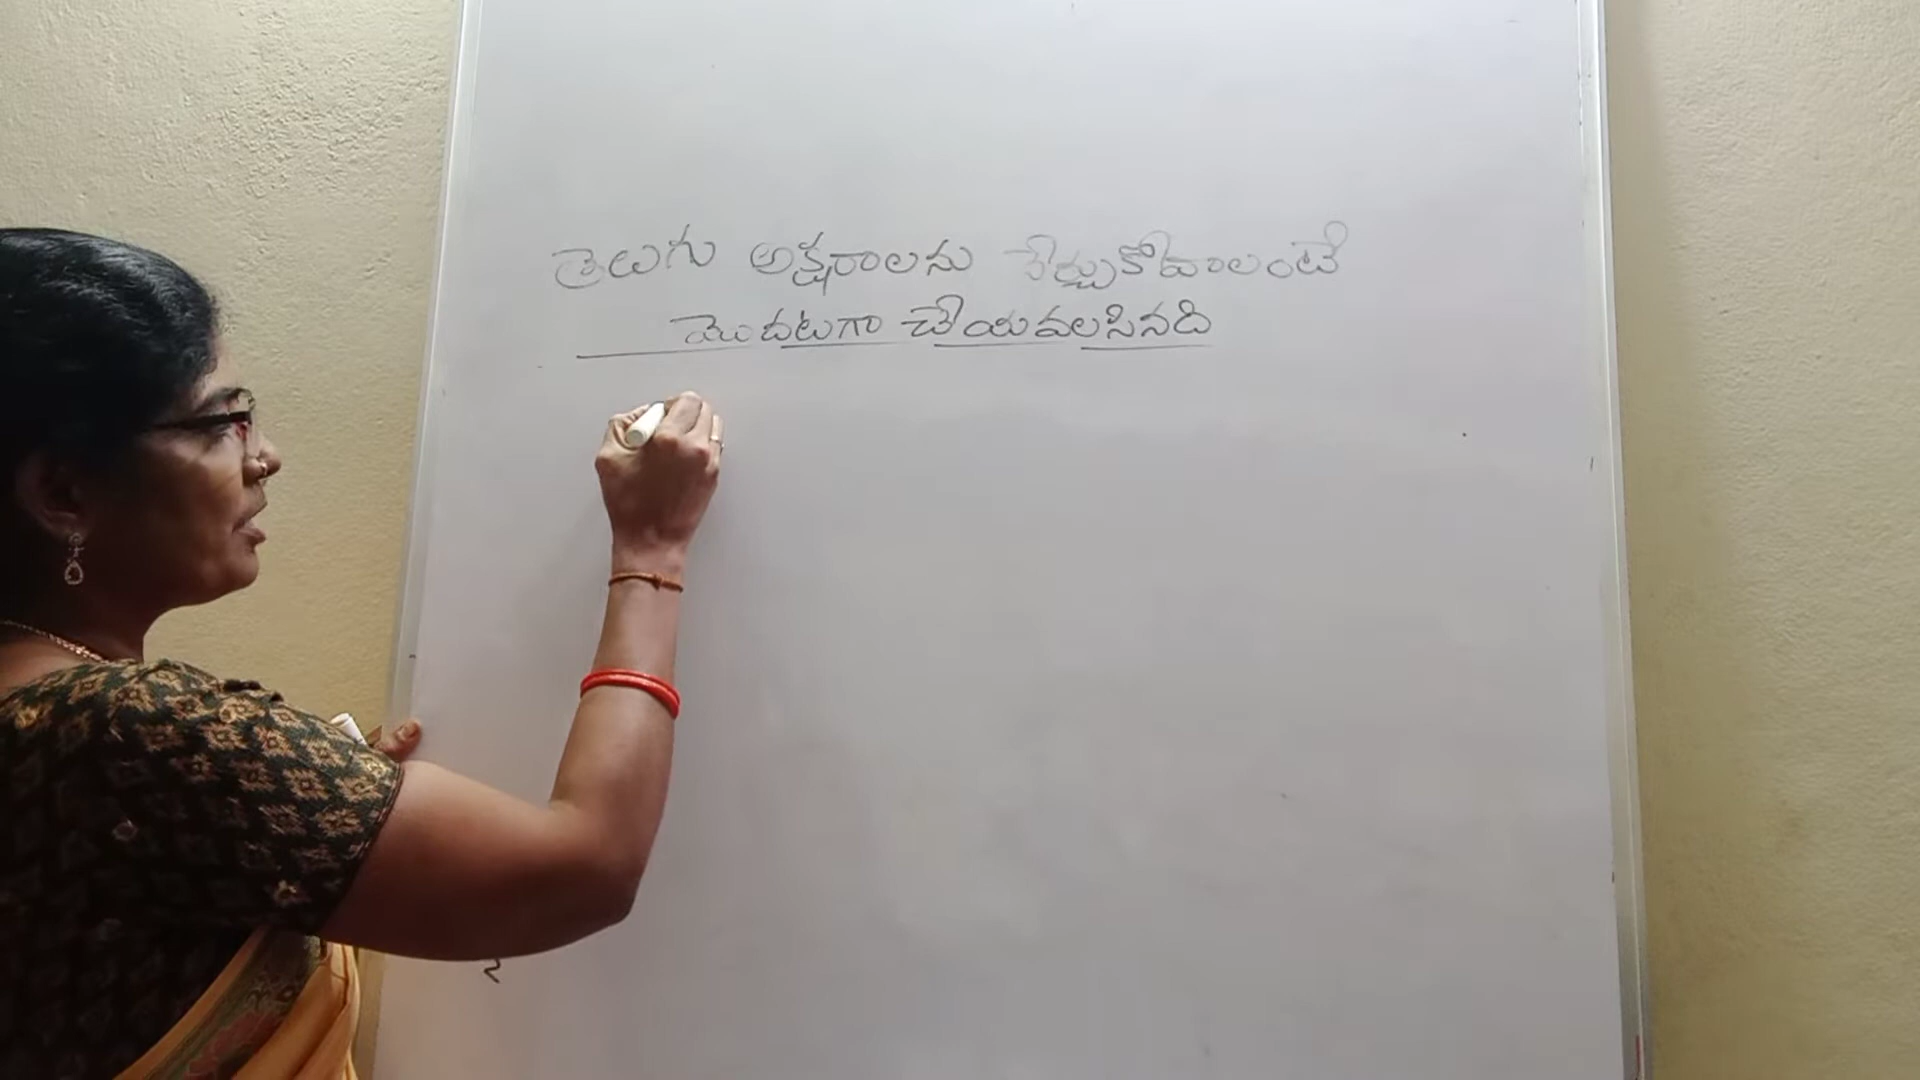 తెలుగు అక్షరాలను నేర్చుకోవాలంటే
మొదటగా చేయవలసినది